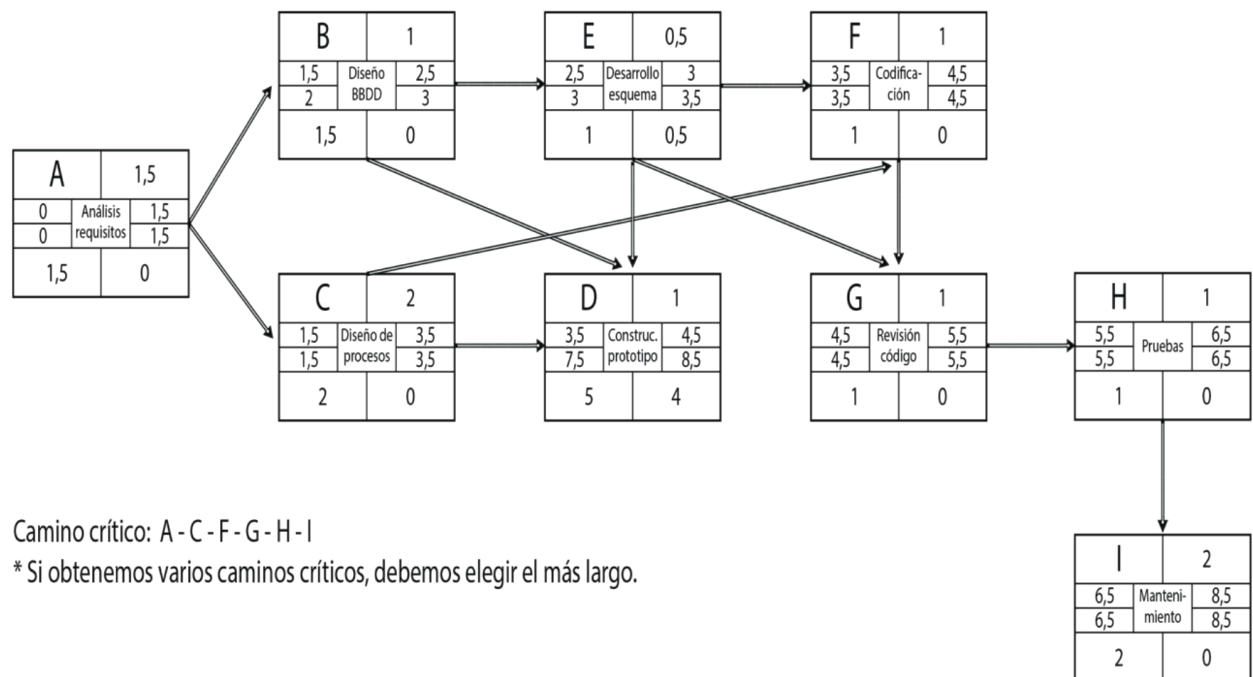 B 1
1,5 Diseño 2,5
2 BBDD 3
1,5 0
E 0,5
2,5 Desarrollo 3
3 esquema 3,5
1 0,5
F 1
3,5 Codifica- 4,5
3,5 ción 4,5
1 0
A 1,5
0 Análisis 1,5
0 requisitos 1,5
1,5 0
C 2
1,5 Diseño de 3,5
1,5 procesos 3,5
2 0
D 1
3,5 Construc. 4,5
7,5 prototipo 8,5
5 4
G 1
4,5 Revisión 5,5
4,5 código 5,5
1 0
H 1
5,5 Pruebas 6,5
5,5 6,5
1 0
Camino crítico: A - C - F - G - H - I
* Si obtenemos varios caminos críticos, debemos elegir el más largo.
I 2
6,5 Manteni- 8,5
6,5 miento 8,5
2 0